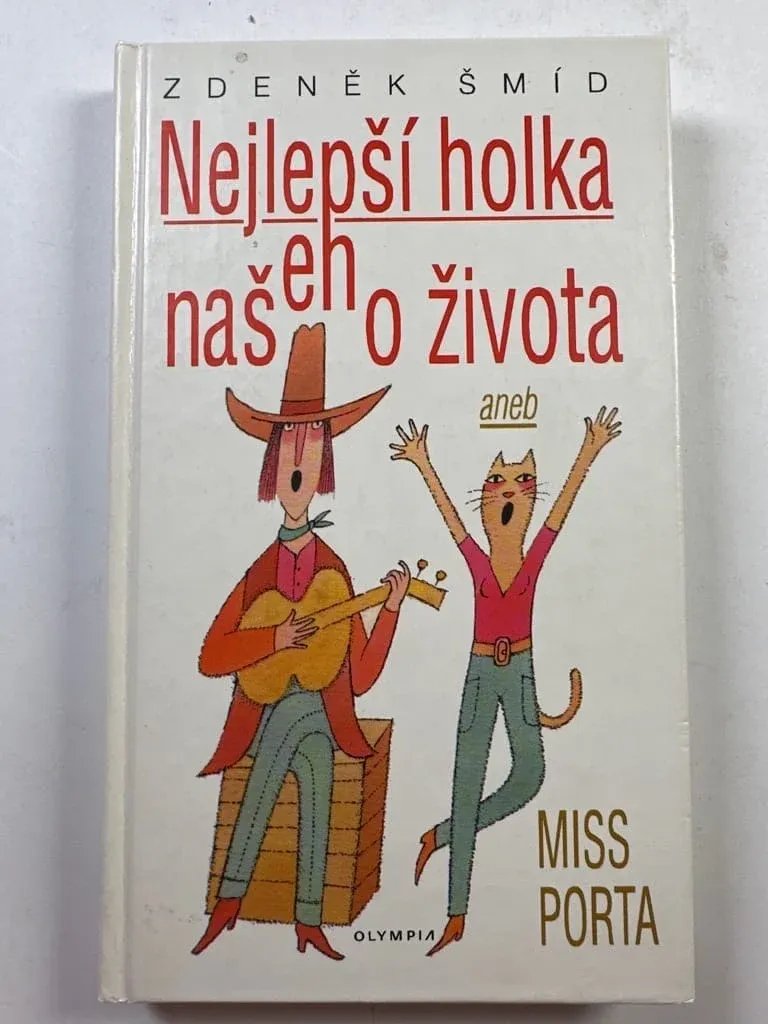 ZDENĚK ŠMÍD
Nejlepší holka
našeho života
aneb
MISS
PORTA
OLYMPIA